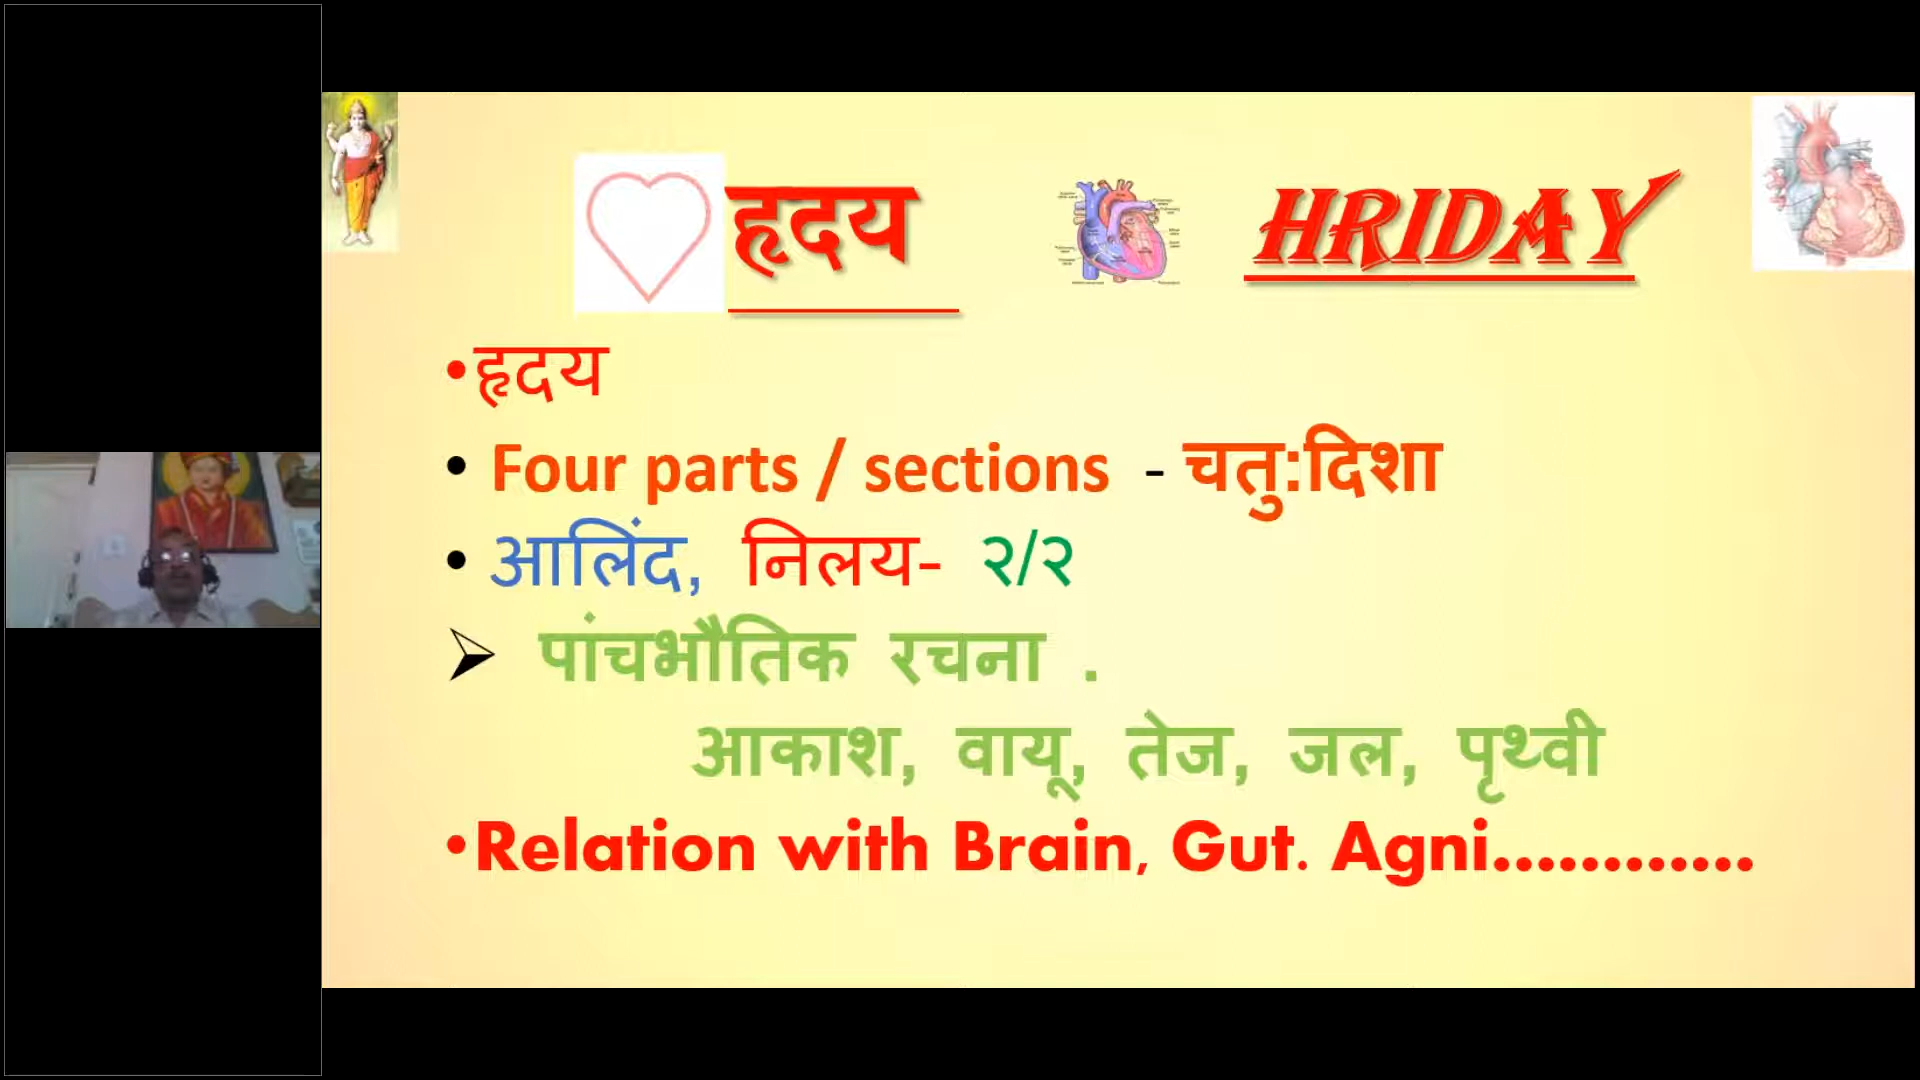 हृदय HRIDAY
•हृदय
• Four parts / sections - चतु:दिशा
• आलिंद, निलय- २/२
➢ पांचभौतिक रचना .
आकाश, वायू, तेज, जल, पृथ्वी
•Relation with Brain, Gut. Agni............